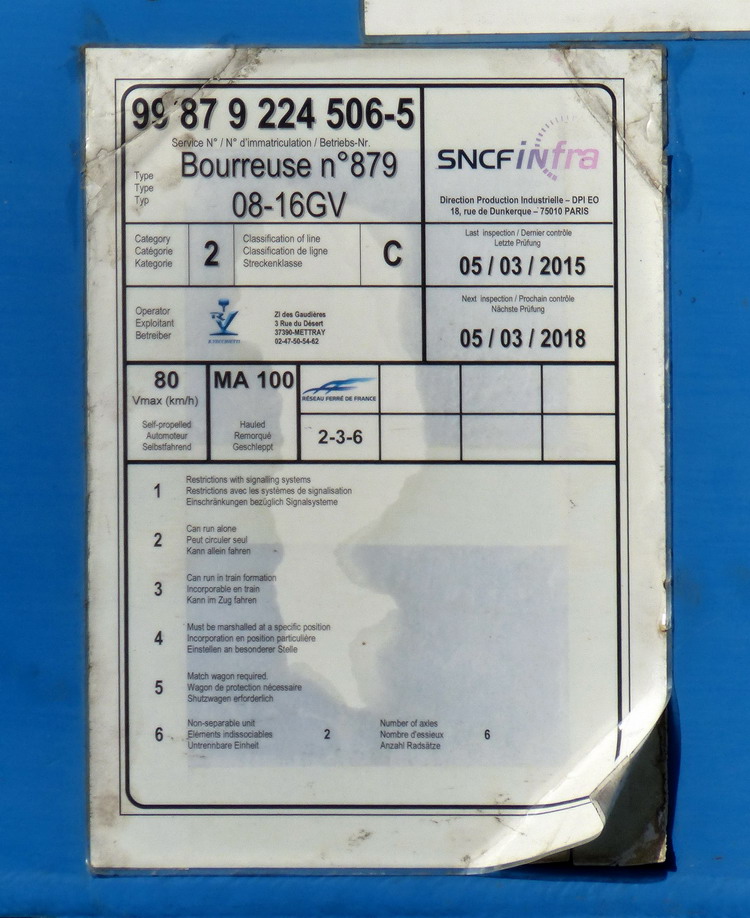 99 87 9 224 506-5
Service N° / N° d'immatriculation / Betriebs-Nr.
Type
Type
Typ
Bourreuse n°879
08-16GV
SNCF iNfra
Direction Production Industrielle – DPI EO
18, rue de Dunkerque – 75010 PARIS
Category
Catégorie
Kategorie
2
Classification of line
Classification de ligne
Streckenklasse
C
Last inspection / Dernier contrôle
Letzte Prüfung
05 / 03 / 2015
Operator
Exploitant
Betreiber
ZI des Gaudières
3 Rue du Désert
37390-METTRAY
02-47-50-54-62
Next inspection / Prochain contrôle
Nächste Prüfung
05 / 03 / 2018
80
Vmax (km/h)
Self-propelled
Automoteur
Selbstfahrend
MA 100
Hauled
Remorqué
Geschleppt
RÉSEAU FERRÉ DE FRANCE
2-3-6
1
Restrictions with signalling systems
Restrictions avec les systèmes de signalisation
Einschränkungen bezüglich Signalsysteme
2
Can run alone
Peut circuler seul
Kann allein fahren
3
Can run in train formation
Incorporable en train
Kann im Zug fahren
4
Must be marshalled at a specific position
Incorporation en position particulière
Einstellen an besonderer Stelle
5
Match wagon required.
Wagon de protection nécessaire
Shutzwagen erforderlich
6
Non-separable unit
Eléments indissociables
Untrennbare Einheit
2
Number of axles
Nombre d'essieux
Anzahl Radsätze
6